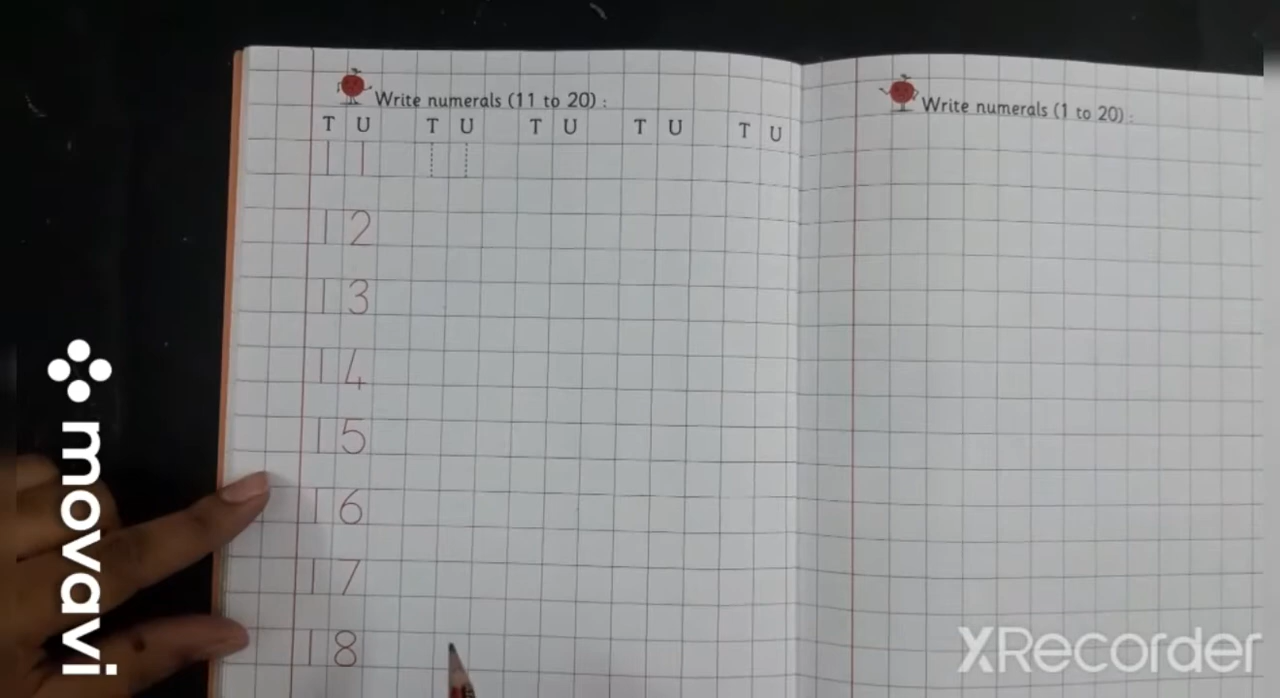 Write numerals (11 to 20) :
T U T U T U T U T U
11 11
12
13
14
15
16
17
18
Write numerals (1 to 20) :
movavi
XRecorder